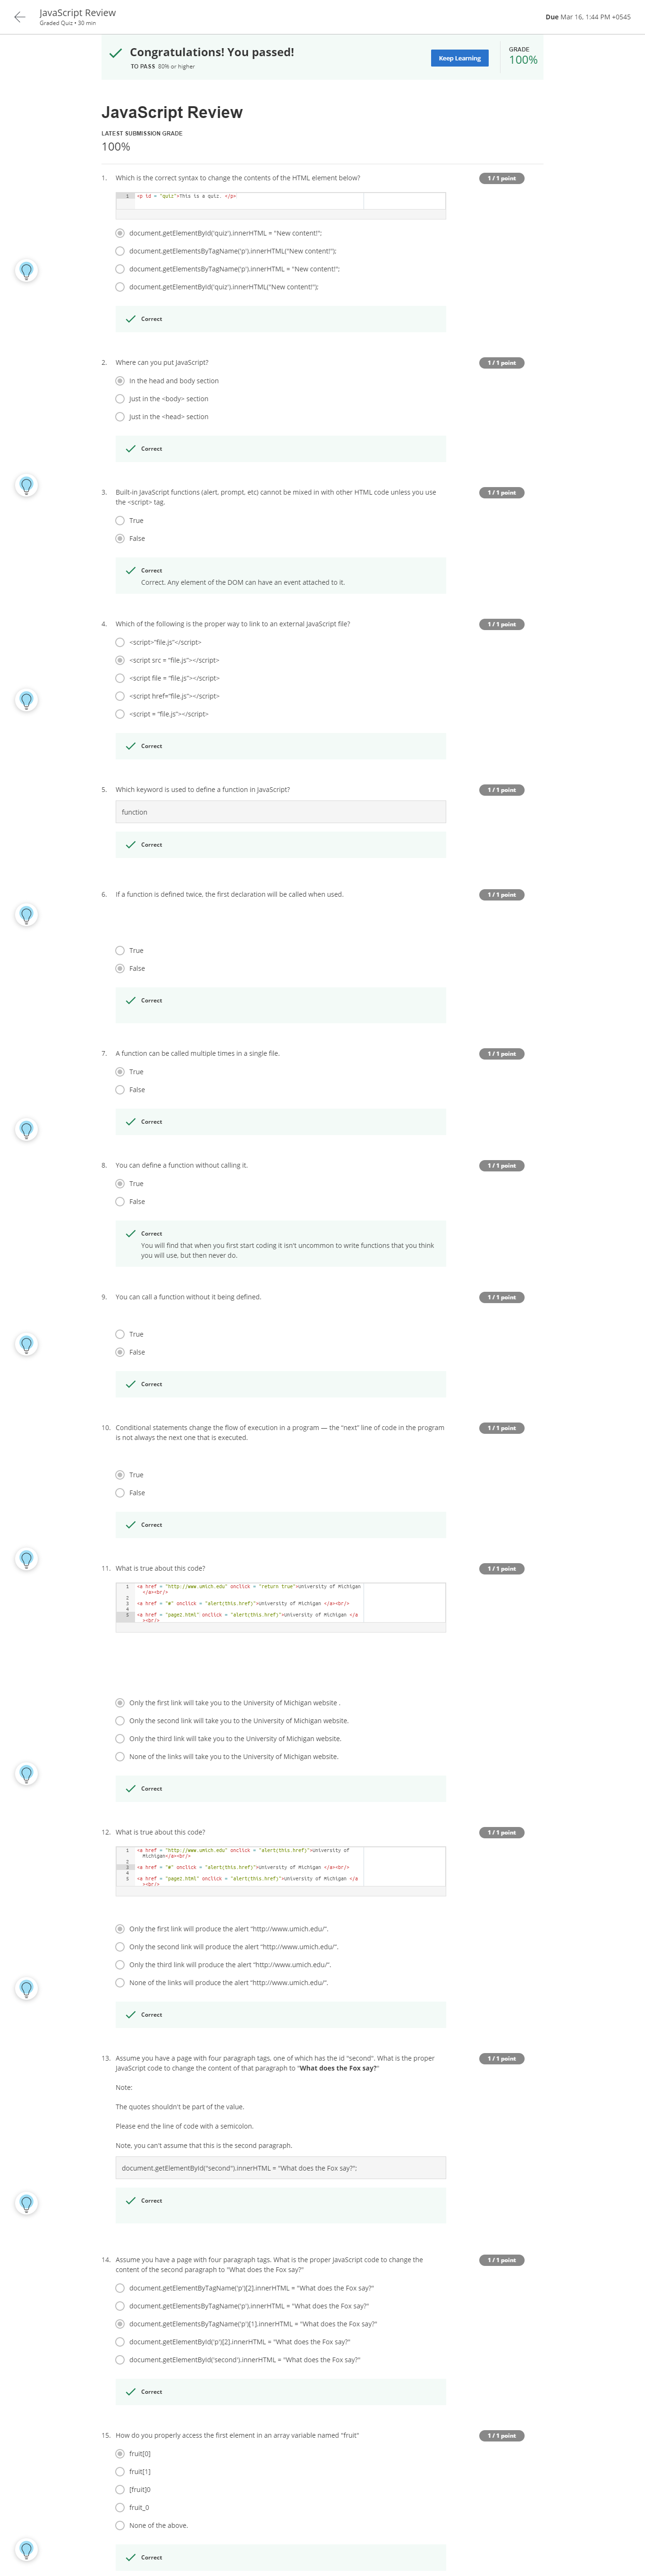 JavaScript Review
Graded Quiz • 30 min
Due Mar 16, 1:44 PM +0545
Congratulations! You passed!
TO PASS 80% or higher
Keep Learning
GRADE
100%
JavaScript Review
LATEST SUBMISSION GRADE
100%
1. Which is the correct syntax to change the contents of the HTML element below?
1 / 1 point
1 <p id = "quiz">This is a quiz. </p>
document.getElementById('quiz').innerHTML = "New content!";
document.getElementsByTagName('p').innerHTML("New content!");
document.getElementsByTagName('p').innerHTML = "New content!";
document.getElementById('quiz').innerHTML("New content!");
Correct
2. Where can you put JavaScript?
1 / 1 point
In the head and body section
Just in the <body> section
Just in the <head> section
Correct
3. Built-in JavaScript functions (alert, prompt, etc) cannot be mixed in with other HTML code unless you use
the <script> tag.
1 / 1 point
True
False
Correct
Correct. Any element of the DOM can have an event attached to it.
4. Which of the following is the proper way to link to an external JavaScript file?
1 / 1 point
<script>"file.js"</script>
<script src = "file.js"></script>
<script file = "file.js"></script>
<script href="file.js"></script>
<script = "file.js"></script>
Correct
5. Which keyword is used to define a function in JavaScript?
1 / 1 point
function
Correct
6. If a function is defined twice, the first declaration will be called when used.
1 / 1 point
True
False
Correct
7. A function can be called multiple times in a single file.
1 / 1 point
True
False
Correct
8. You can define a function without calling it.
1 / 1 point
True
False
Correct
You will find that when you first start coding it isn't uncommon to write functions that you think
you will use, but then never do.
9. You can call a function without it being defined.
1 / 1 point
True
False
Correct
10. Conditional statements change the flow of execution in a program — the "next" line of code in the program
is not always the next one that is executed.
1 / 1 point
True
False
Correct
11. What is true about this code?
1 / 1 point
1 <a href = "http://www.umich.edu" onclick = "return true">University of Michigan
</a><br/>
2
3 <a href = "#" onclick = "alert(this.href)">University of Michigan </a><br/>
4
5 <a href = "page2.html" onclick = "alert(this.href)">University of Michigan </a
><br/>
Only the first link will take you to the University of Michigan website .
Only the second link will take you to the University of Michigan website.
Only the third link will take you to the University of Michigan website.
None of the links will take you to the University of Michigan website.
Correct
12. What is true about this code?
1 / 1 point
1 <a href = "http://www.umich.edu" onclick = "alert(this.href)">University of
Michigan</a><br/>
2
3 <a href = "#" onclick = "alert(this.href)">University of Michigan </a><br/>
4
5 <a href = "page2.html" onclick = "alert(this.href)">University of Michigan </a
><br/>
Only the first link will produce the alert "http://www.umich.edu/".
Only the second link will produce the alert "http://www.umich.edu/".
Only the third link will produce the alert "http://www.umich.edu/".
None of the links will produce the alert "http://www.umich.edu/".
Correct
13. Assume you have a page with four paragraph tags, one of which has the id "second". What is the proper
JavaScript code to change the content of that paragraph to "What does the Fox say?"
1 / 1 point
Note:
The quotes shouldn't be part of the value.
Please end the line of code with a semicolon.
Note, you can't assume that this is the second paragraph.
document.getElementById("second").innerHTML = "What does the Fox say?";
Correct
14. Assume you have a page with four paragraph tags. What is the proper JavaScript code to change the
content of the second paragraph to "What does the Fox say?"
1 / 1 point
document.getElementByTagName('p')[2].innerHTML = "What does the Fox say?"
document.getElementsByTagName('p').innerHTML = "What does the Fox say?"
document.getElementsByTagName('p')[1].innerHTML = "What does the Fox say?"
document.getElementById('p')[2].innerHTML = "What does the Fox say?"
document.getElementById('second').innerHTML = "What does the Fox say?"
Correct
15. How do you properly access the first element in an array variable named "fruit"
1 / 1 point
fruit[0]
fruit[1]
[fruit]0
fruit_0
None of the above.
Correct